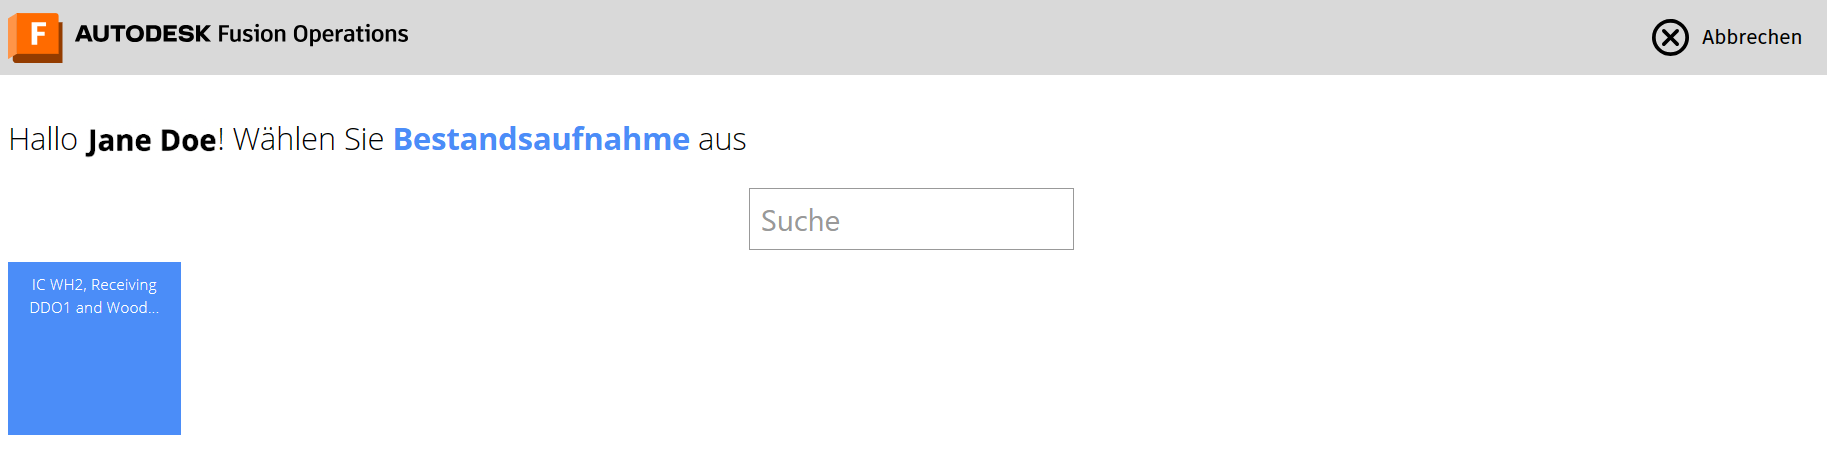 F AUTODESK Fusion Operations
Abbrechen
Hallo Jane Doe! Wählen Sie Bestandsaufnahme aus
Suche
IC WH2, Receiving
DDO1 and Wood...